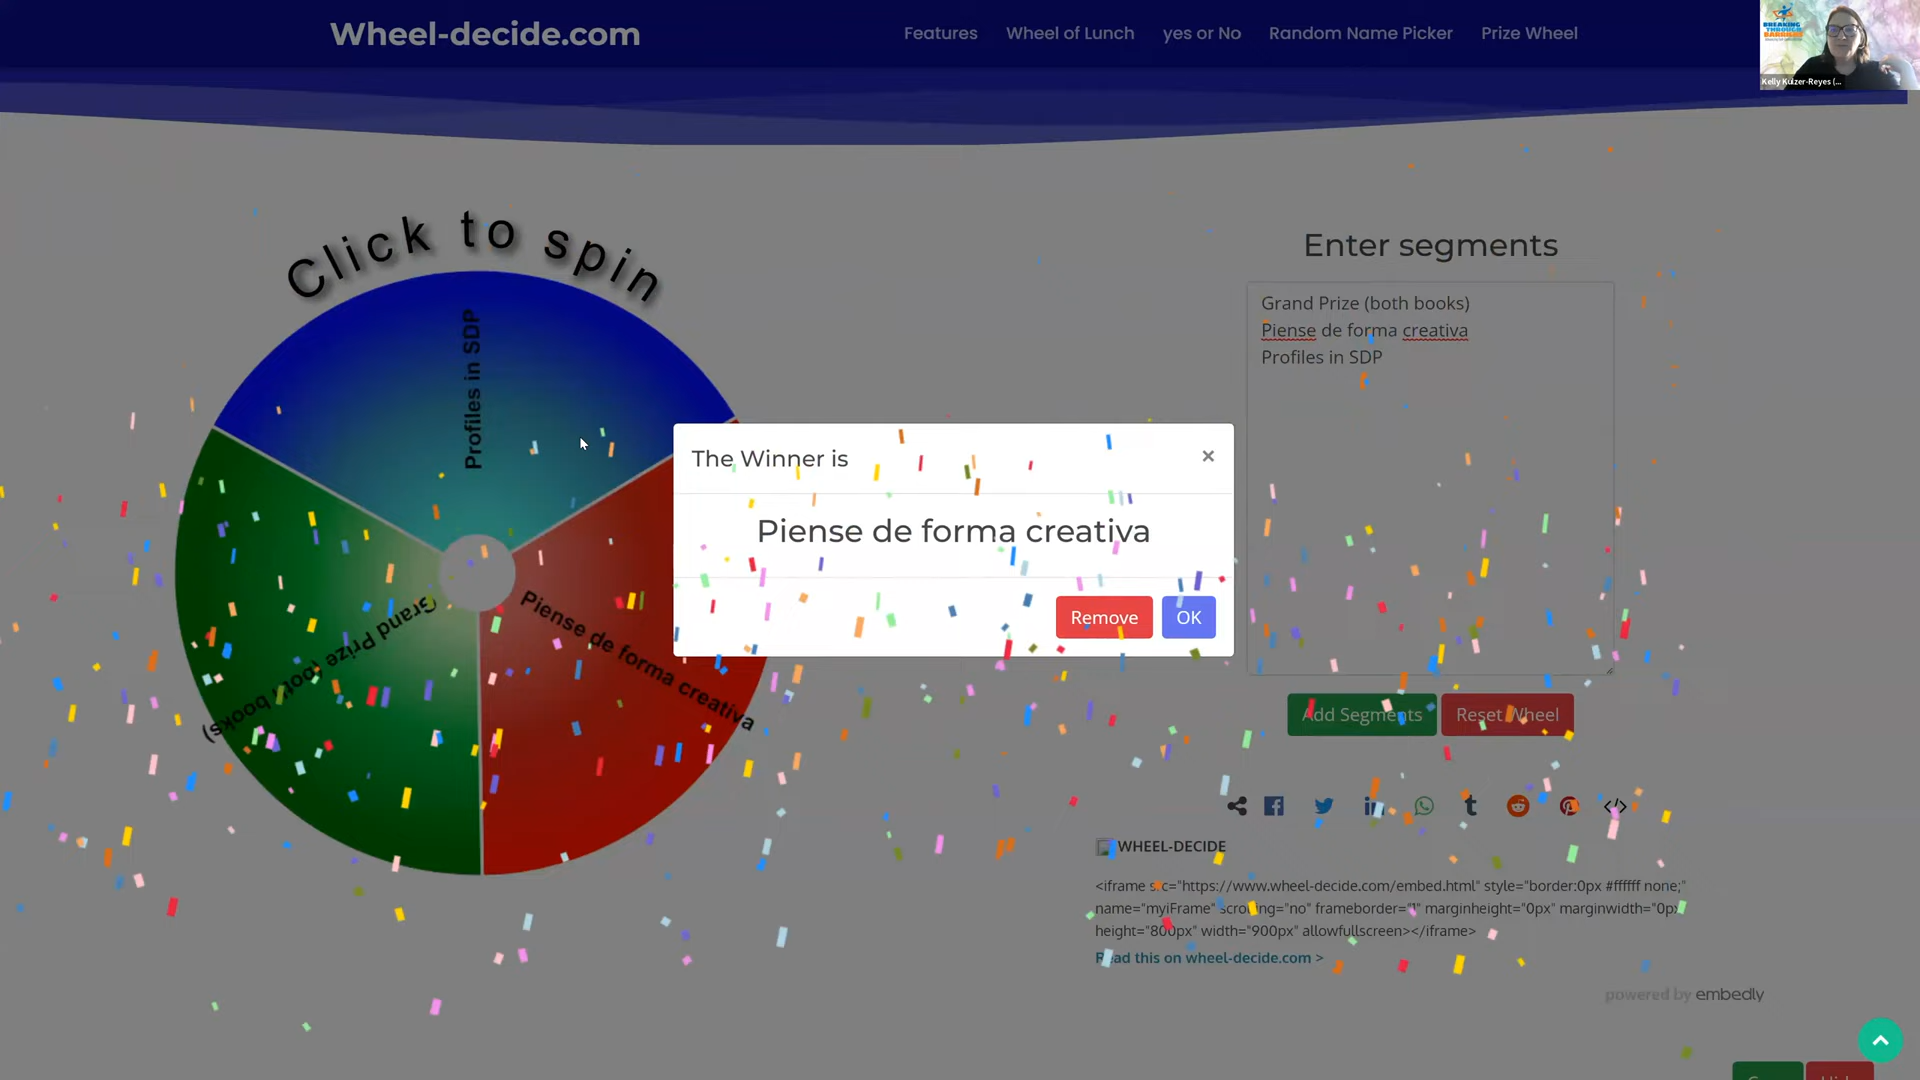 Wheel-decide.com
Features
Wheel of Lunch
yes or No
Random Name Picker
Prize Wheel
BREAKING
THROUGH
BARRIERS
Kelly Kuizer-Reyes (...
Click to spin
Profiles in SDP
Piense de forma creativa
Grand Prize (both books)
The Winner is
×
Piense de forma creativa
Remove
OK
Enter segments
Grand Prize (both books)
Piense de forma creativa
Profiles in SDP
Add Segments
Reset Wheel
WHEEL-DECIDE
<iframe src="https://www.wheel-decide.com/embed.html" style="border:0px #ffffff none;"
name="myiFrame" scrolling="no" frameborder="1" marginheight="0px" marginwidth="0px"
height="800px" width="900px" allowfullscreen></iframe>
Read this on wheel-decide.com >
powered by embedly